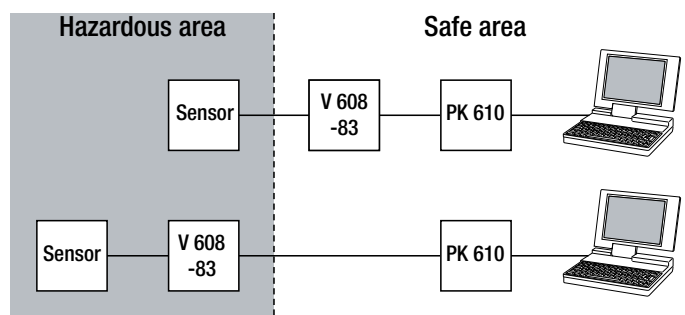 Hazardous area
Safe area
Sensor
V 608
-83
PK 610
Sensor
V 608
-83
PK 610